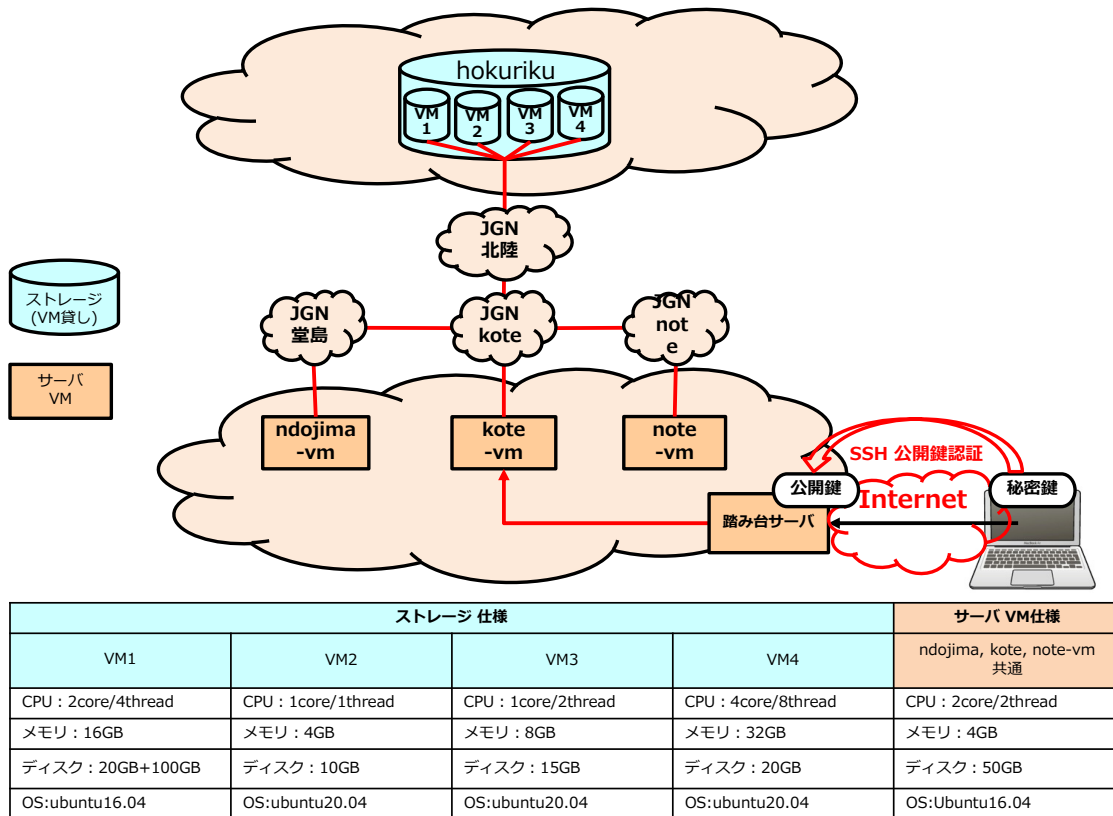 hokuriku
VM
1
VM
2
VM
3
VM
4
JGN
北陸
ストレージ
(VM貸し)
JGN
堂島
JGN
kote
JGN
not
e
サーバ
VM
ndojima
-vm
kote
-vm
note
-vm
SSH 公開鍵認証
公開鍵
Internet
秘密鍵
踏み台サーバ
ストレージ 仕様
サーバ VM仕様
VM1
VM2
VM3
VM4
ndojima, kote, note-vm
共通
CPU：2core/4thread
CPU：1core/1thread
CPU：1core/2thread
CPU：4core/8thread
CPU：2core/2thread
メモリ：16GB
メモリ：4GB
メモリ：8GB
メモリ：32GB
メモリ：4GB
ディスク：20GB+100GB
ディスク：10GB
ディスク：15GB
ディスク：20GB
ディスク：50GB
OS:ubuntu16.04
OS:ubuntu20.04
OS:ubuntu20.04
OS:ubuntu20.04
OS:Ubuntu16.04